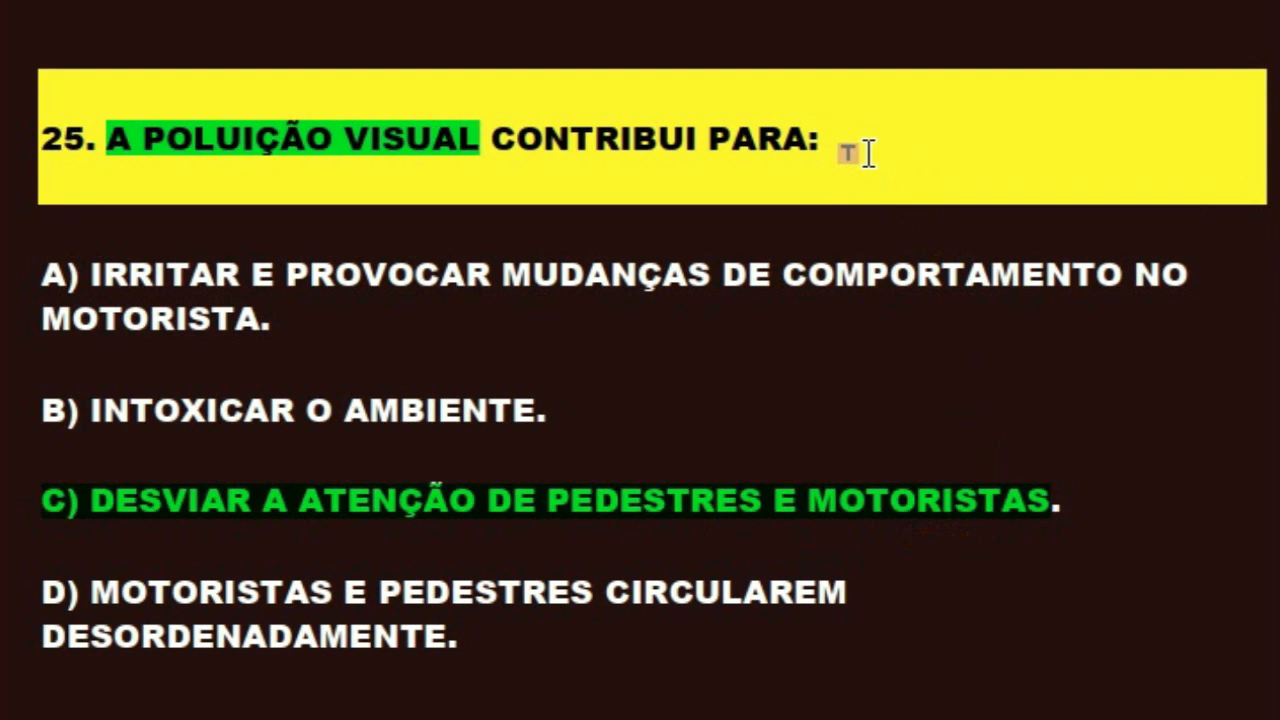 25. A POLUIÇÃO VISUAL CONTRIBUI PARA:
T
A) IRRITAR E PROVOCAR MUDANÇAS DE COMPORTAMENTO NO
MOTORISTA.
B) INTOXICAR O AMBIENTE.
C) DESVIAR A ATENÇÃO DE PEDESTRES E MOTORISTAS.
D) MOTORISTAS E PEDESTRES CIRCULAREM
DESORDENADAMENTE.